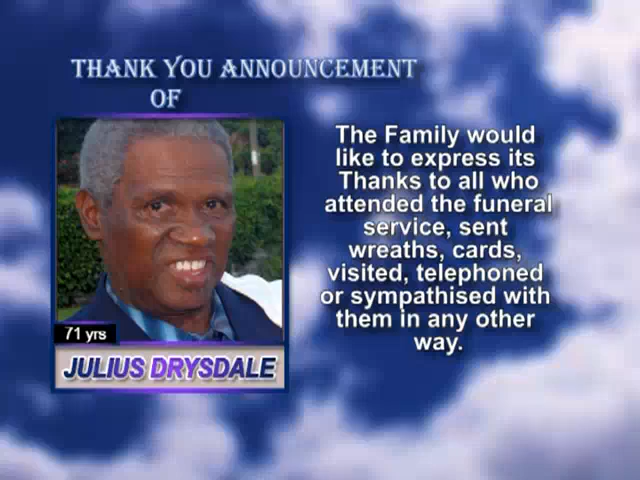 THANK YOU ANNOUNCEMENT
OF
71 yrs
JULIUS DRYSDALE
The Family would
like to express its
Thanks to all who
attended the funeral
service, sent
wreaths, cards,
visited, telephoned
or sympathised with
them in any other
way.